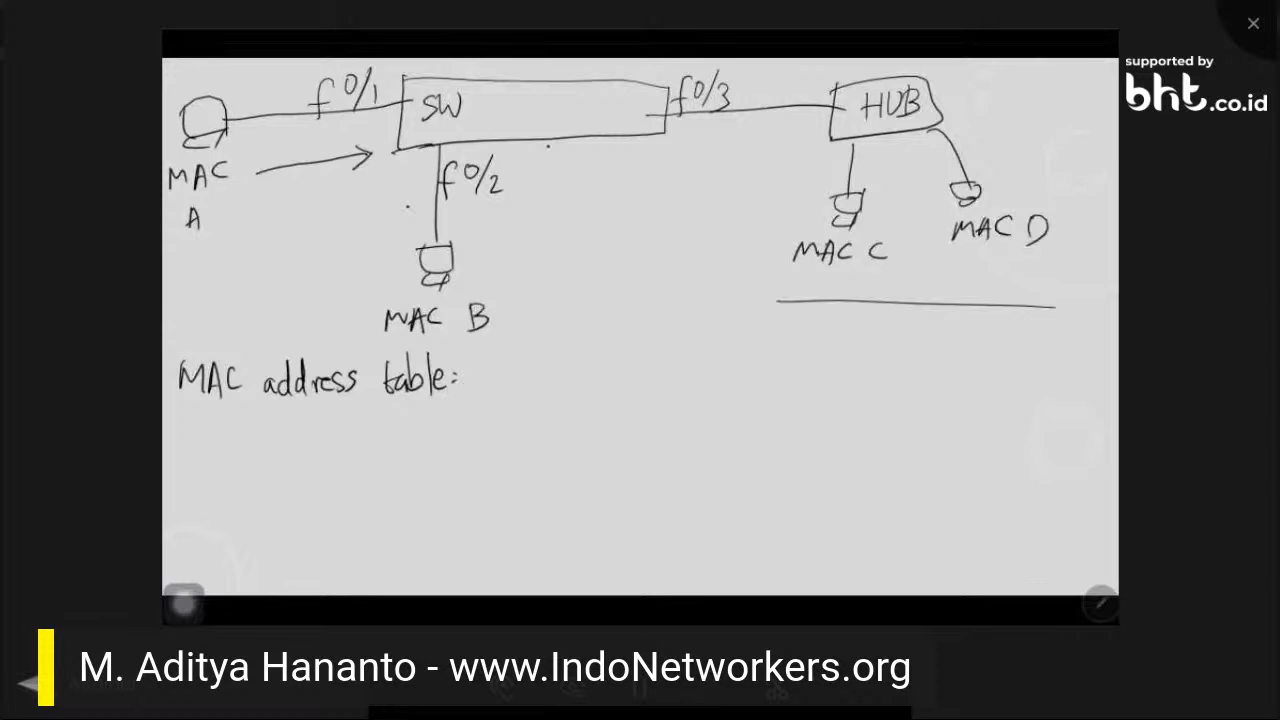 supported by
bht.co.id
f0/1
SW
f0/3
HUB
MAC
A
f0/2
MAC C
MAC D
MAC B
MAC address table:
M. Aditya Hananto - www.IndoNetworkers.org